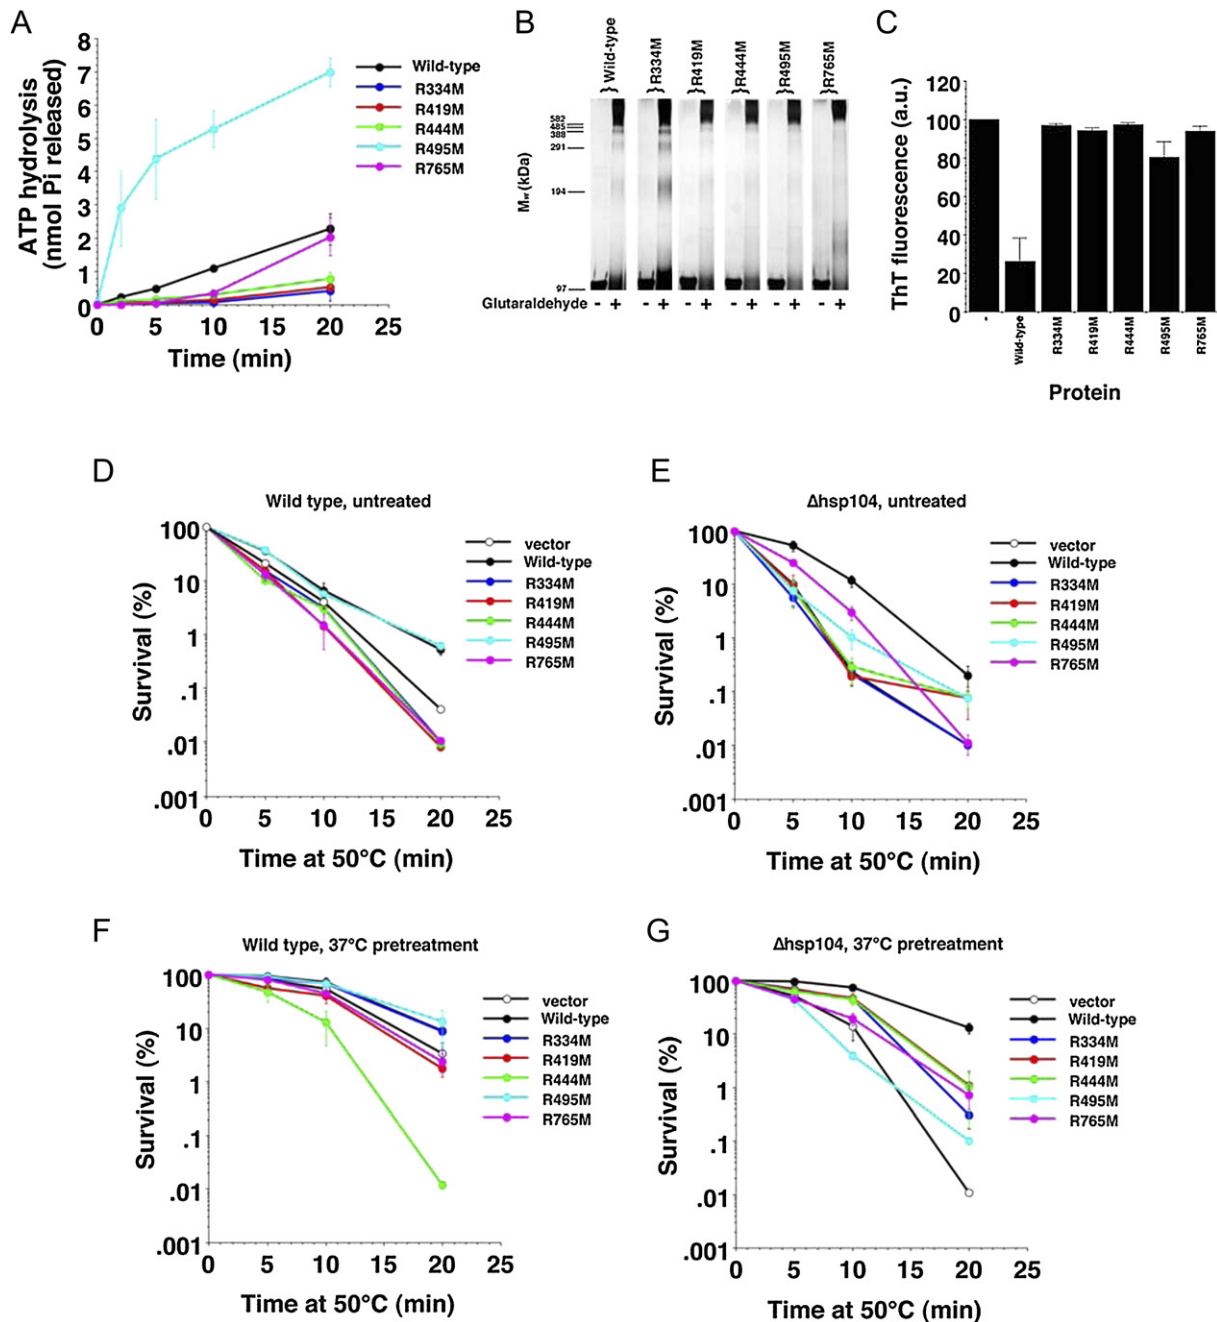 A
ATP hydrolysis
(nmol Pi released)
8
7
6
5
4
3
2
1
0
0 5 10 15 20 25
Time (min)
Wild-type
R334M
R419M
R444M
R495M
R765M
B
}Wild-type
}R334M
}R419M
}R444M
}R495M
}R765M
Mw (kDa)
582
485
388
291
194
97
Glutaraldehyde - + - + - + - + - + - +
C
ThT fluorescence (a.u.)
120
100
80
60
40
20
0
-
Wild-type
R334M
R419M
R444M
R495M
R765M
Protein
D
Wild type, untreated
Survival (%)
100
10
1
.1
.01
.001
0 5 10 15 20 25
Time at 50°C (min)
vector
Wild-type
R334M
R419M
R444M
R495M
R765M
E
Δhsp104, untreated
Survival (%)
100
10
1
.1
.01
.001
0 5 10 15 20 25
Time at 50°C (min)
vector
Wild-type
R334M
R419M
R444M
R495M
R765M
F
Wild type, 37°C pretreatment
Survival (%)
100
10
1
.1
.01
.001
0 5 10 15 20 25
Time at 50°C (min)
vector
Wild-type
R334M
R419M
R444M
R495M
R765M
G
Δhsp104, 37°C pretreatment
Survival (%)
100
10
1
.1
.01
.001
0 5 10 15 20 25
Time at 50°C (min)
vector
Wild-type
R334M
R419M
R444M
R495M
R765M